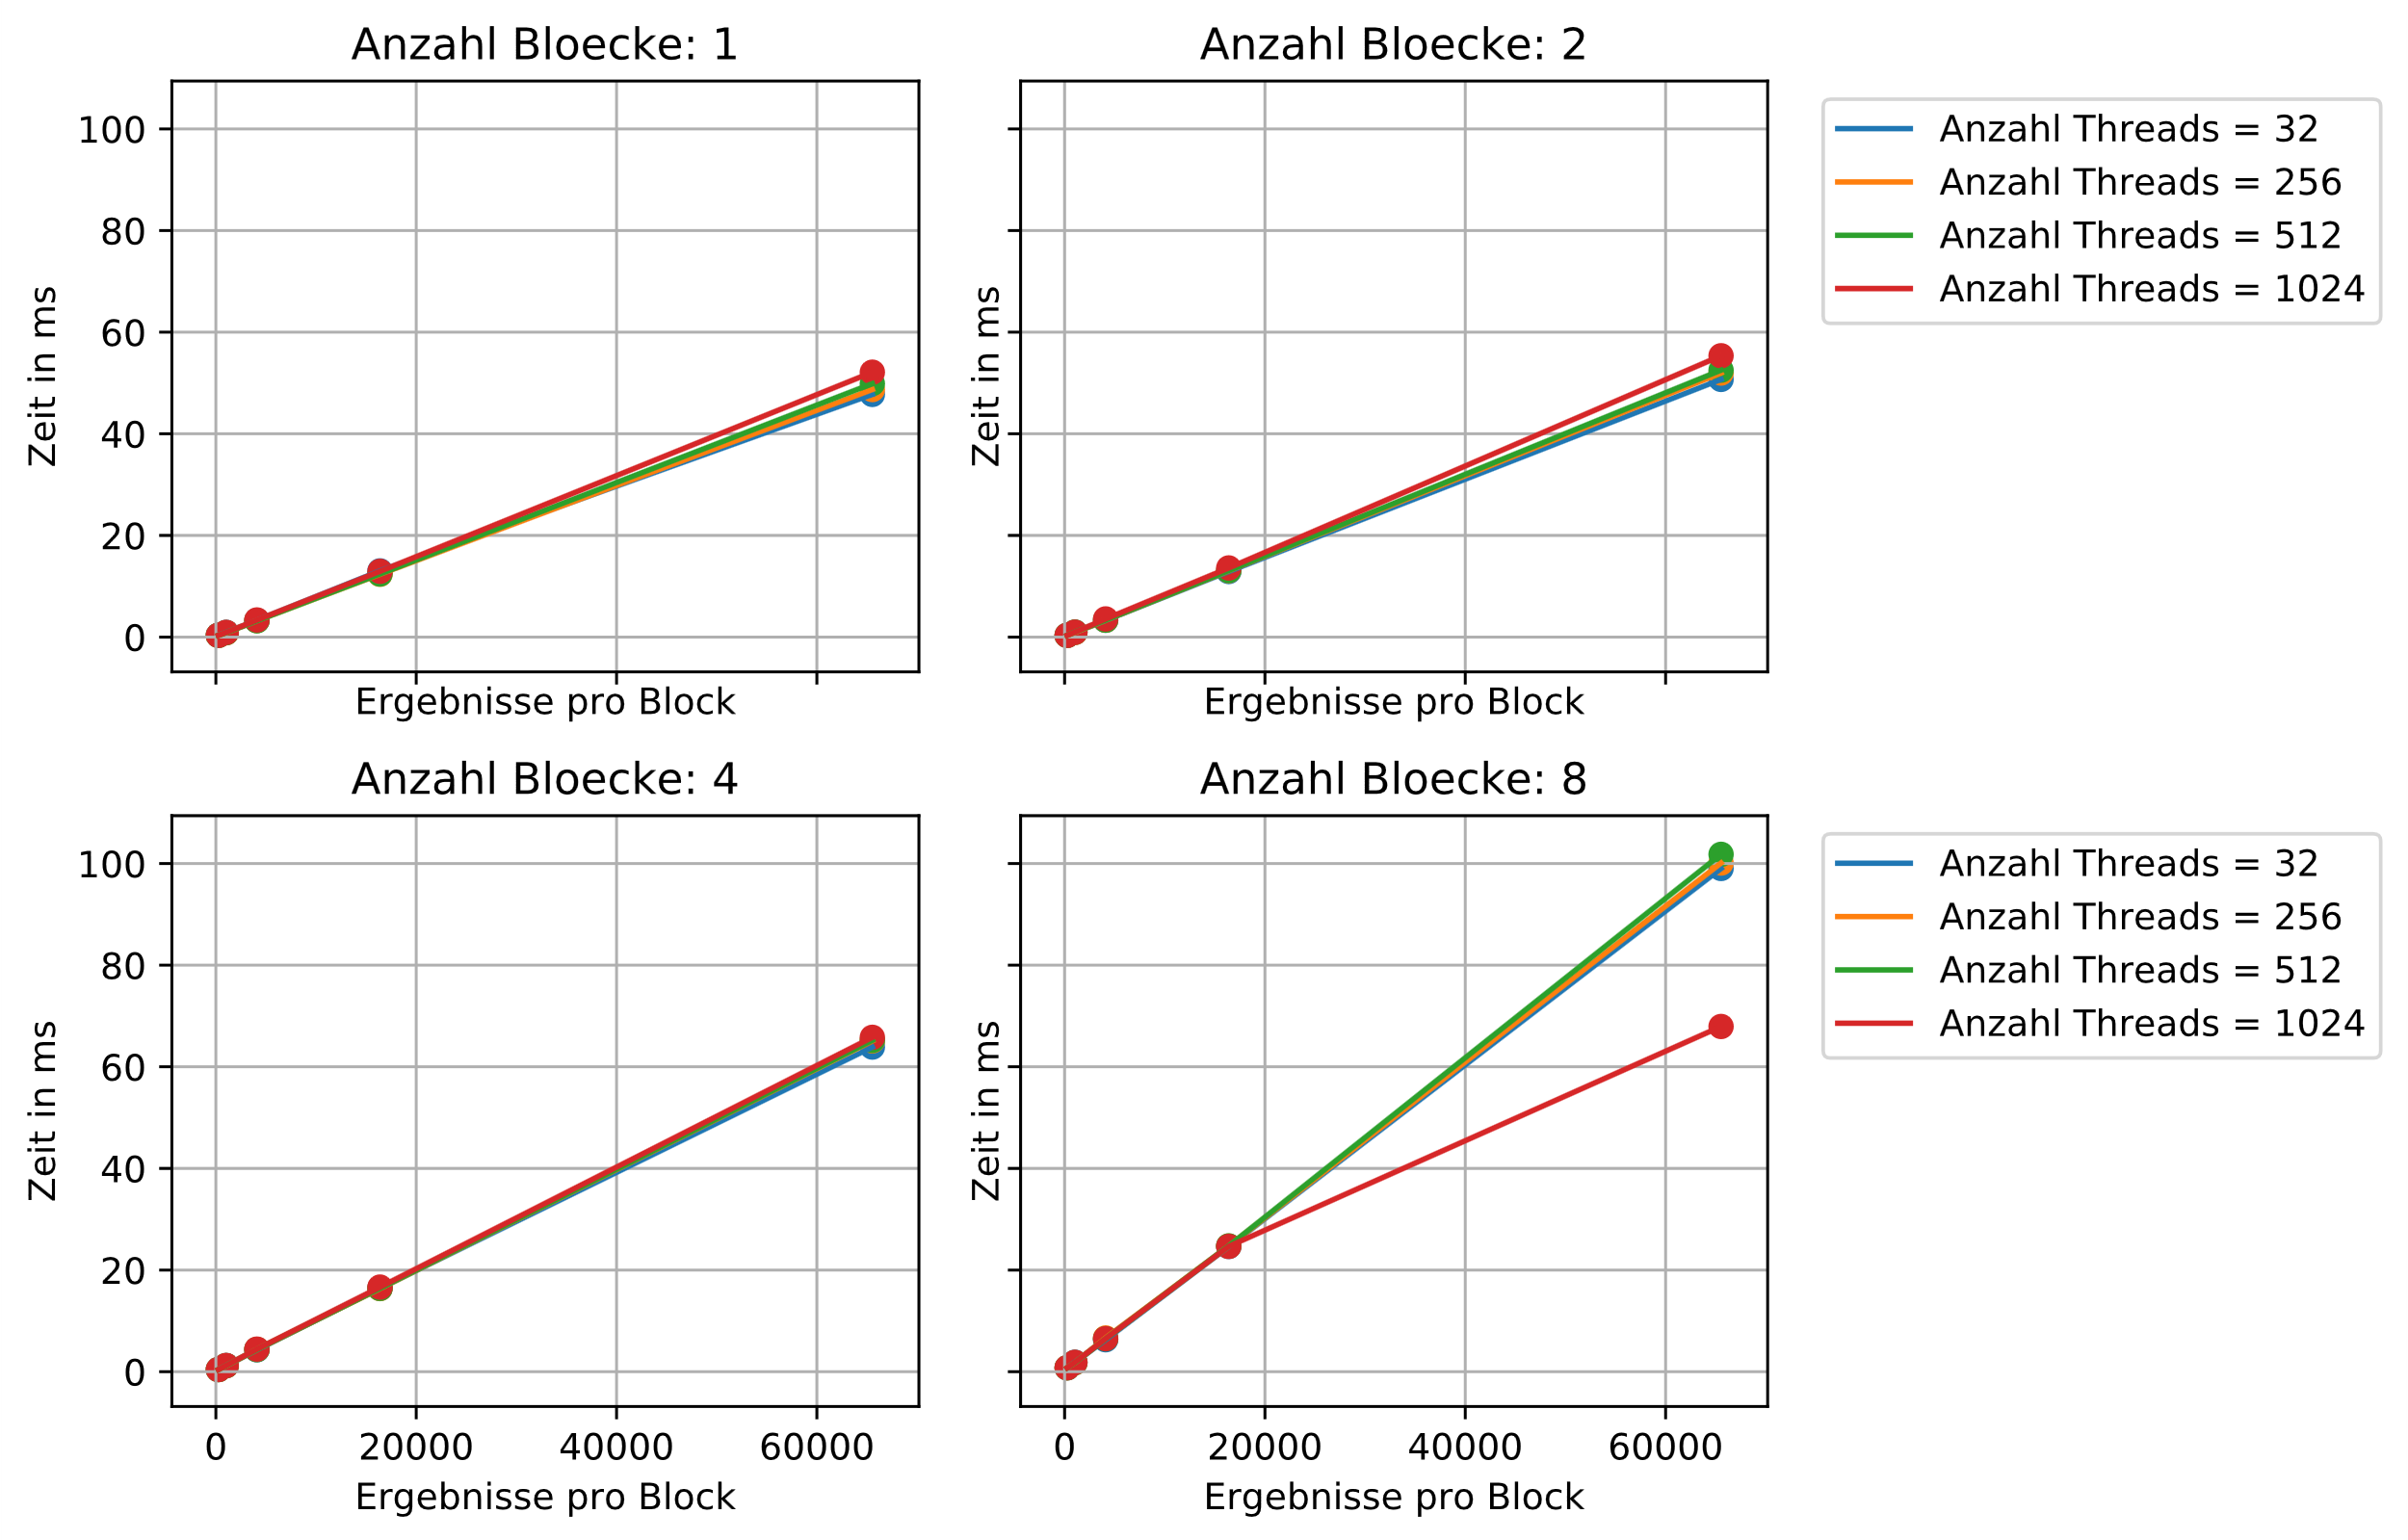 Anzahl Bloecke: 1
Anzahl Bloecke: 2
100
80
60
40
20
0
Zeit in ms
Ergebnisse pro Block
Zeit in ms
Ergebnisse pro Block
Anzahl Threads = 32
Anzahl Threads = 256
Anzahl Threads = 512
Anzahl Threads = 1024
Anzahl Bloecke: 4
Anzahl Bloecke: 8
100
80
60
40
20
0
Zeit in ms
0 20000 40000 60000
Ergebnisse pro Block
Zeit in ms
0 20000 40000 60000
Ergebnisse pro Block
Anzahl Threads = 32
Anzahl Threads = 256
Anzahl Threads = 512
Anzahl Threads = 1024